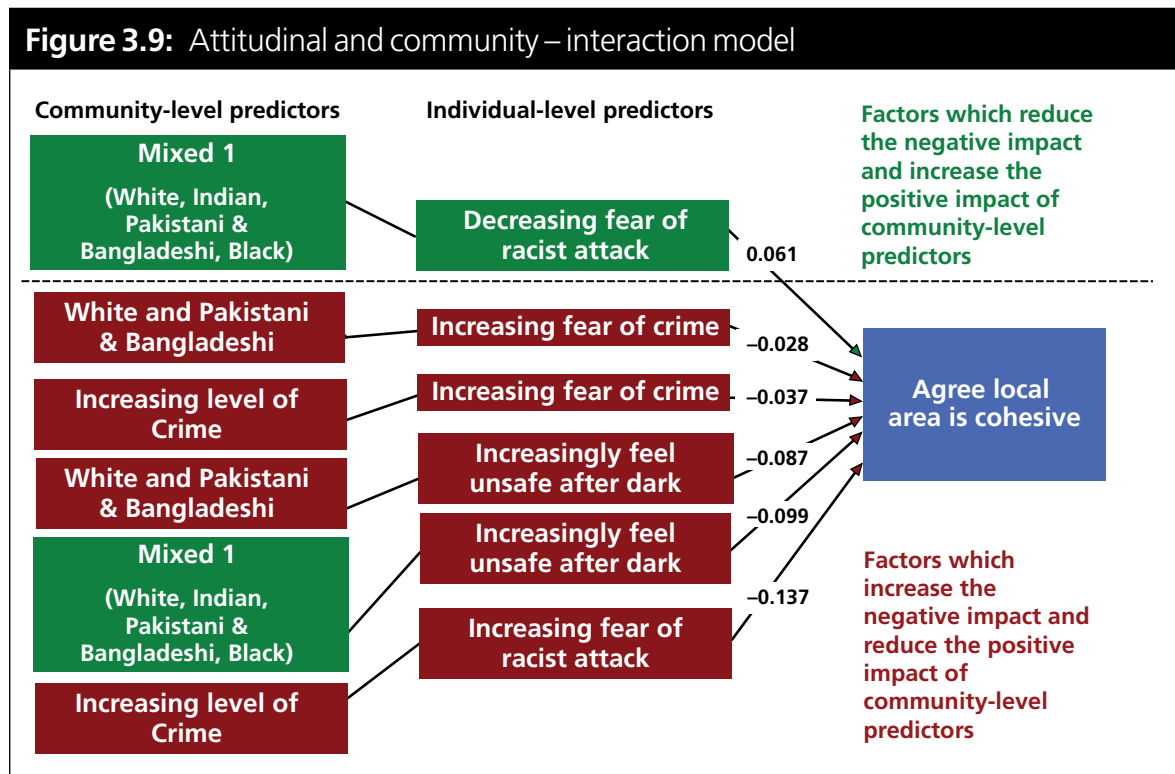 Figure 3.9: Attitudinal and community – interaction model
Community-level predictors
Individual-level predictors
Mixed 1
(White, Indian,
Pakistani &
Bangladeshi, Black)
Decreasing fear of
racist attack
0.061
Factors which reduce
the negative impact
and increase the
positive impact of
community-level
predictors
White and Pakistani
& Bangladeshi
Increasing fear of crime
–0.028
Increasing level of
Crime
Increasing fear of crime
–0.037
White and Pakistani
& Bangladeshi
Increasingly feel
unsafe after dark
–0.087
Mixed 1
(White, Indian,
Pakistani &
Bangladeshi, Black)
Increasingly feel
unsafe after dark
–0.099
Increasing level of
Crime
Increasing fear of
racist attack
–0.137
Agree local
area is cohesive
Factors which
increase the
negative impact and
reduce the positive
impact of
community-level
predictors